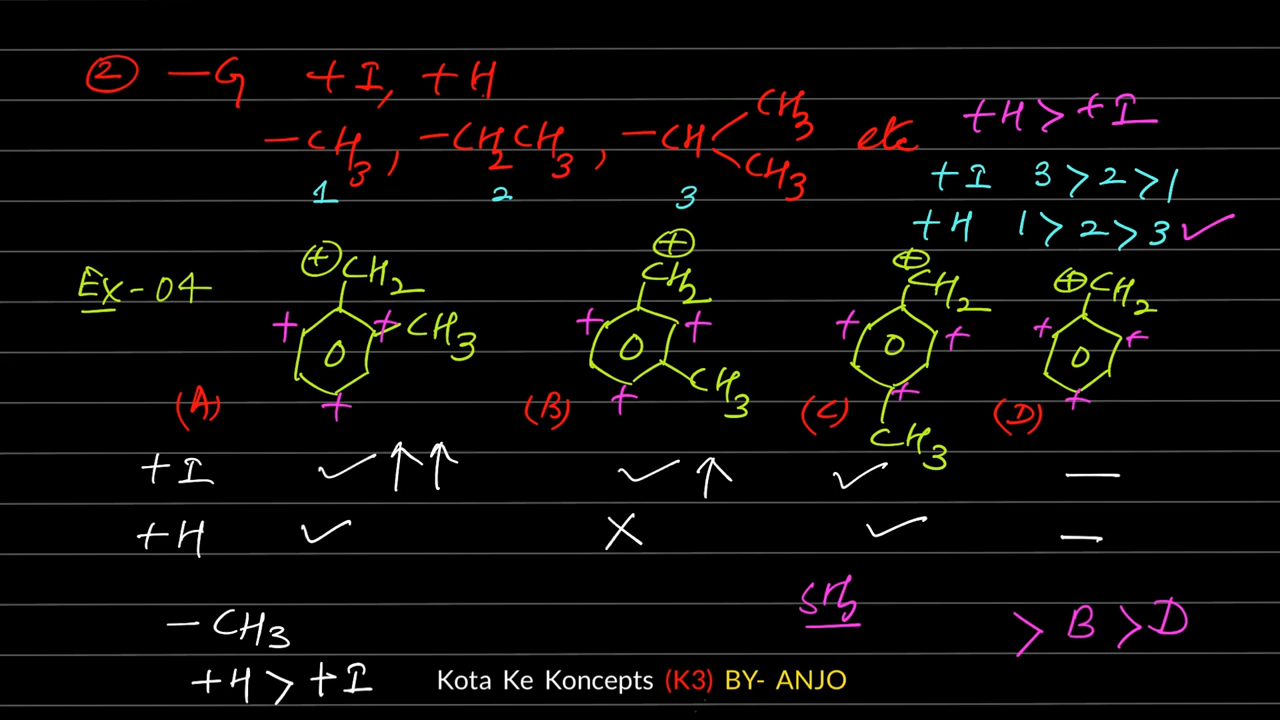 ② —G +I, +H
—CH3, —CH2CH3, —CH<CH3 CH3 etc +H > +I
1 2 3
+I 3 > 2 > 1
+H 1 > 2 > 3 ✓
Ex-04 ⊕CH2 ⊕CH2 ⊕CH2 ⊕CH2
+ + CH3 + + + + + +
(A) + (B) + CH3 (C) + CH3 (D) +
+I ✓↑↑ ✓↑ ✓ —
+H ✓ X ✓ —
> B > D
—CH3
+H > +I
Kota Ke Koncepts (K3) BY- ANJO